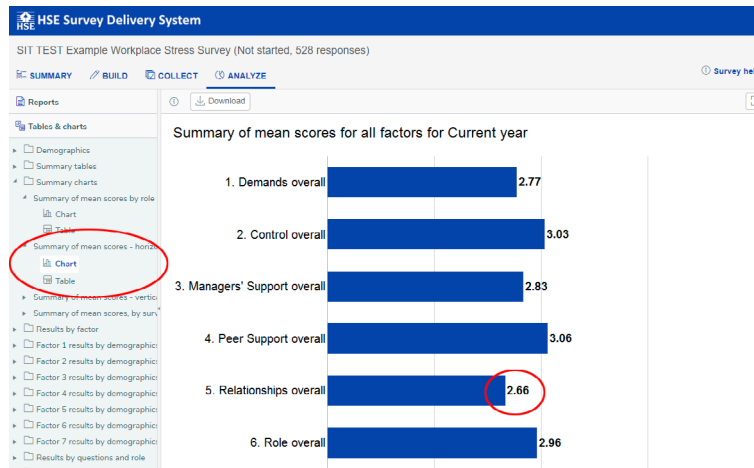 HSE HSE Survey Delivery System
SIT TEST Example Workplace Stress Survey (Not started, 528 responses)
SUMMARY BUILD COLLECT ANALYZE Survey hel
Reports
Download
Tables & charts
Demographics
Summary tables
Summary charts
Summary of mean scores by role
Chart
Table
Summary of mean scores - horizo
Chart
Table
Summary of mean scores - vertic
Summary of mean scores, by surv
Results by factor
Factor 1 results by demographic
Factor 2 results by demographic
Factor 3 results by demographic
Factor 4 results by demographic
Factor 5 results by demographic
Factor 6 results by demographic
Factor 7 results by demographic
Results by questions and role
Summary of mean scores for all factors for Current year
1. Demands overall 2.77
2. Control overall 3.03
3. Managers' Support overall 2.83
4. Peer Support overall 3.06
5. Relationships overall 2.66
6. Role overall 2.96